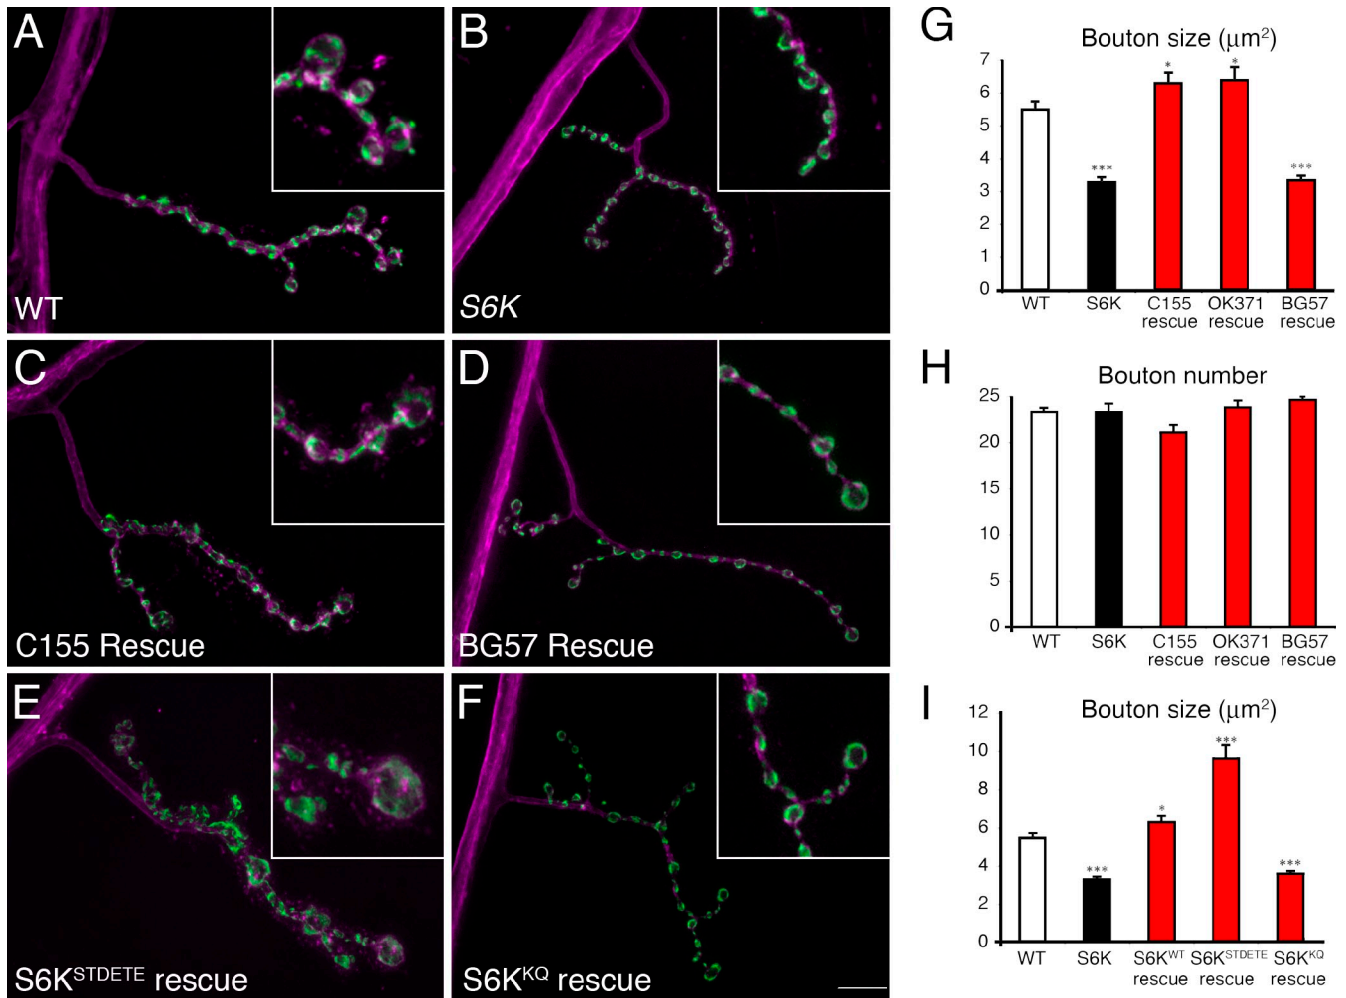 A
WT
B
S6K
C
C155 Rescue
D
BG57 Rescue
E
S6K^STDETE rescue
F
S6K^KQ rescue
G
Bouton size (μm²)
7
*
*
6
5
4
***
***
3
2
1
0
WT
S6K
C155
rescue
OK371
rescue
BG57
rescue
H
Bouton number
25
20
15
10
5
0
WT
S6K
C155
rescue
OK371
rescue
BG57
rescue
I
Bouton size (μm²)
12
10
***
8
*
6
***
***
4
2
0
WT
S6K
S6K^WT
rescue
S6K^STDETE
rescue
S6K^KQ
rescue